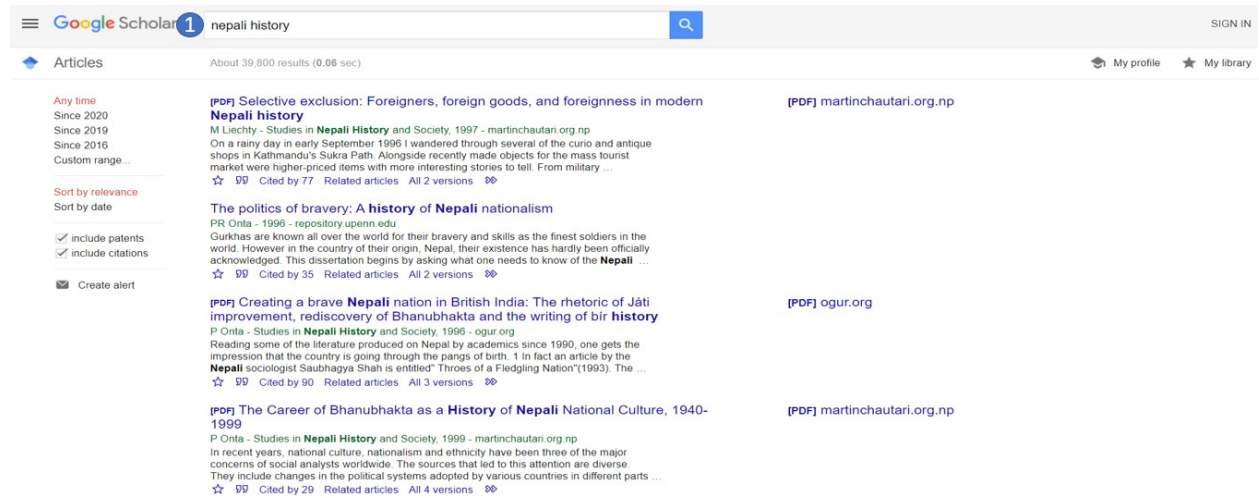 Google Scholar 1 nepali history SIGN IN
Articles About 39,800 results (0.06 sec) My profile My library
Any time
Since 2020
Since 2019
Since 2016
Custom range...
Sort by relevance
Sort by date
include patents
include citations
Create alert
[PDF] Selective exclusion: Foreigners, foreign goods, and foreignness in modern
Nepali history
M Liechty - Studies in Nepali History and Society, 1997 - martinchautari.org.np
On a rainy day in early September 1996 I wandered through several of the curio and antique
shops in Kathmandu's Sukra Path. Alongside recently made objects for the mass tourist
market were higher-priced items with more interesting stories to tell. From military ...
Cited by 77 Related articles All 2 versions
[PDF] martinchautari.org.np
The politics of bravery: A history of Nepali nationalism
PR Onta - 1996 - repository.upenn.edu
Gurkhas are known all over the world for their bravery and skills as the finest soldiers in the
world. However in the country of their origin, Nepal, their existence has hardly been officially
acknowledged. This dissertation begins by asking what one needs to know of the Nepali ...
Cited by 35 Related articles All 2 versions
[PDF] Creating a brave Nepali nation in British India: The rhetoric of Játi
improvement, rediscovery of Bhanubhakta and the writing of bír history
P Onta - Studies in Nepali History and Society, 1996 - ogur.org
Reading some of the literature produced on Nepal by academics since 1990, one gets the
impression that the country is going through the pangs of birth. 1 In fact an article by the
Nepali sociologist Saubhagya Shah is entitled" Throes of a Fledgling Nation"(1993). The ...
Cited by 90 Related articles All 3 versions
[PDF] ogur.org
[PDF] The Career of Bhanubhakta as a History of Nepali National Culture, 1940-
1999
P Onta - Studies in Nepali History and Society, 1999 - martinchautari.org.np
In recent years, national culture, nationalism and ethnicity have been three of the major
concerns of social analysts worldwide. The sources that led to this attention are diverse.
They include changes in the political systems adopted by various countries in different parts ...
Cited by 29 Related articles All 4 versions
[PDF] martinchautari.org.np